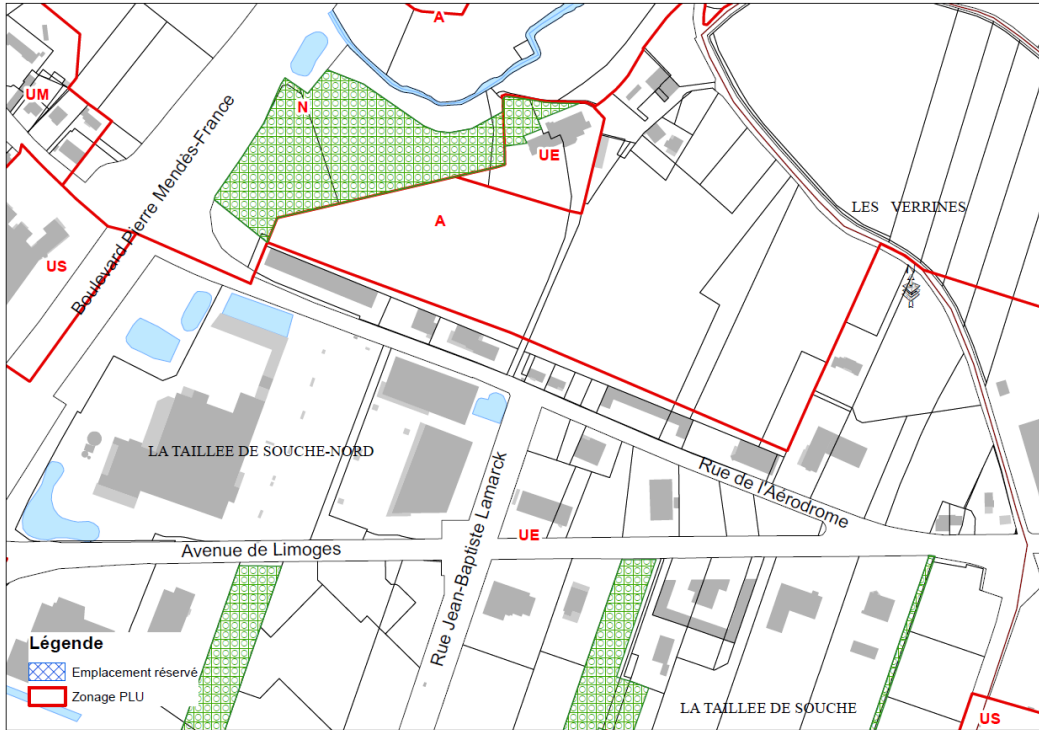 A
UM
N
Boulevard Pierre Mendès-France
UE
LES VERRINES
A
US
LA TAILLEE DE SOUCHE-NORD
Rue de l'Aérodrome
Rue Jean-Baptiste Lamarck
UE
Avenue de Limoges
Légende
Emplacement réservé
Zonage PLU
LA TAILLEE DE SOUCHE
US